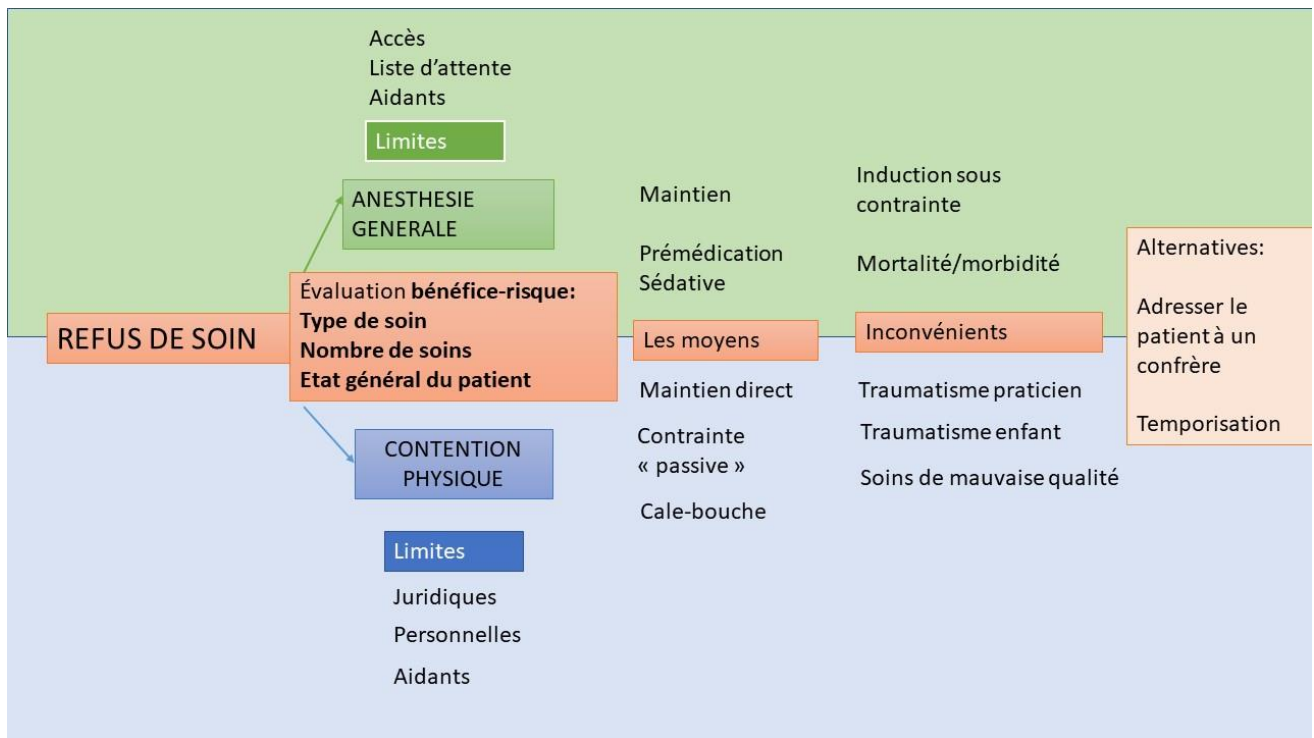 Accès
Liste d'attente
Aidants
Limites
ANESTHESIE
GENERALE
REFUS DE SOIN
Évaluation bénéfice-risque:
Type de soin
Nombre de soins
Etat général du patient
CONTENTION
PHYSIQUE
Limites
Juridiques
Personnelles
Aidants
Maintien
Prémédication
Sédative
Les moyens
Maintien direct
Contrainte
« passive »
Cale-bouche
Induction sous
contrainte
Mortalité/morbidité
Inconvénients
Traumatisme praticien
Traumatisme enfant
Soins de mauvaise qualité
Alternatives:
Adresser le
patient à un
confrère
Temporisation